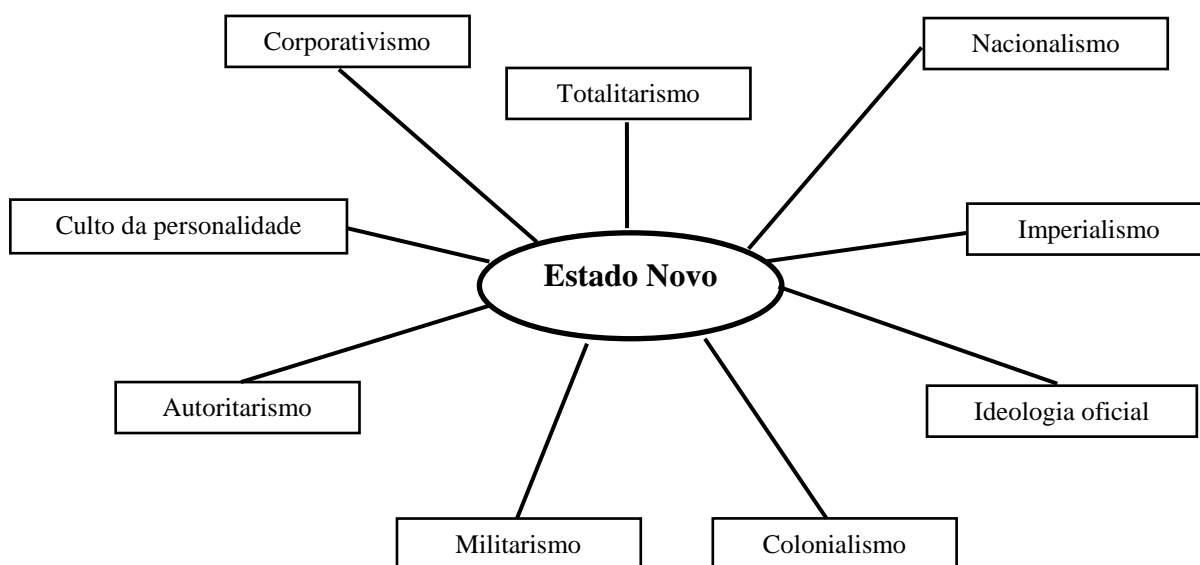 Corporativismo
Nacionalismo
Totalitarismo
Culto da personalidade
Imperialismo
Estado Novo
Autoritarismo
Ideologia oficial
Militarismo
Colonialismo